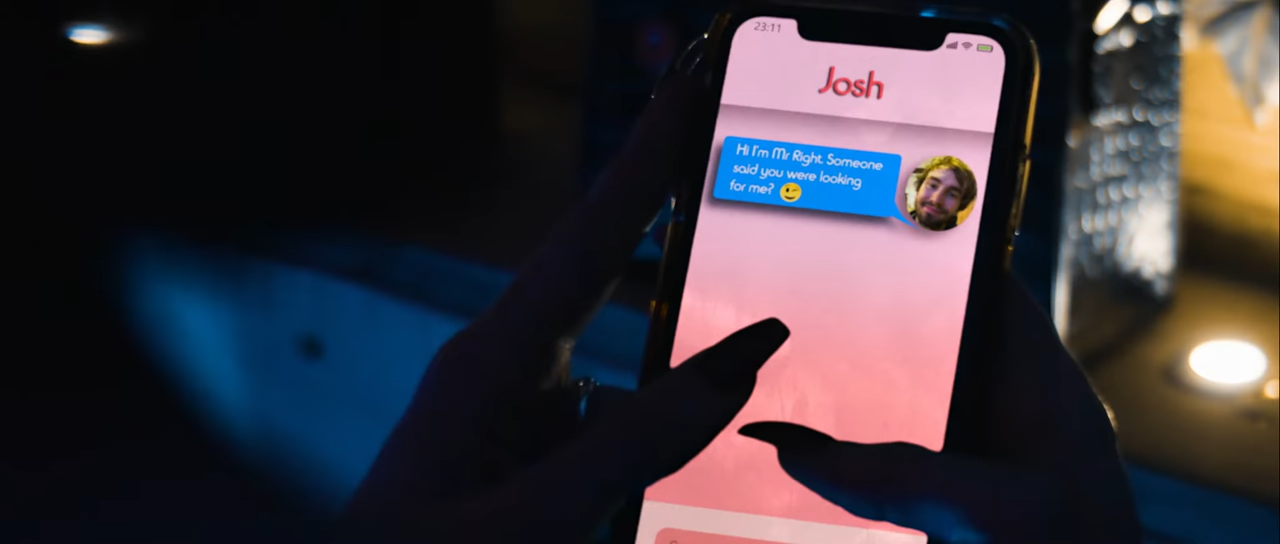 23:11
Josh
Hi I'm Mr Right. Someone
said you were looking
for me? 😉